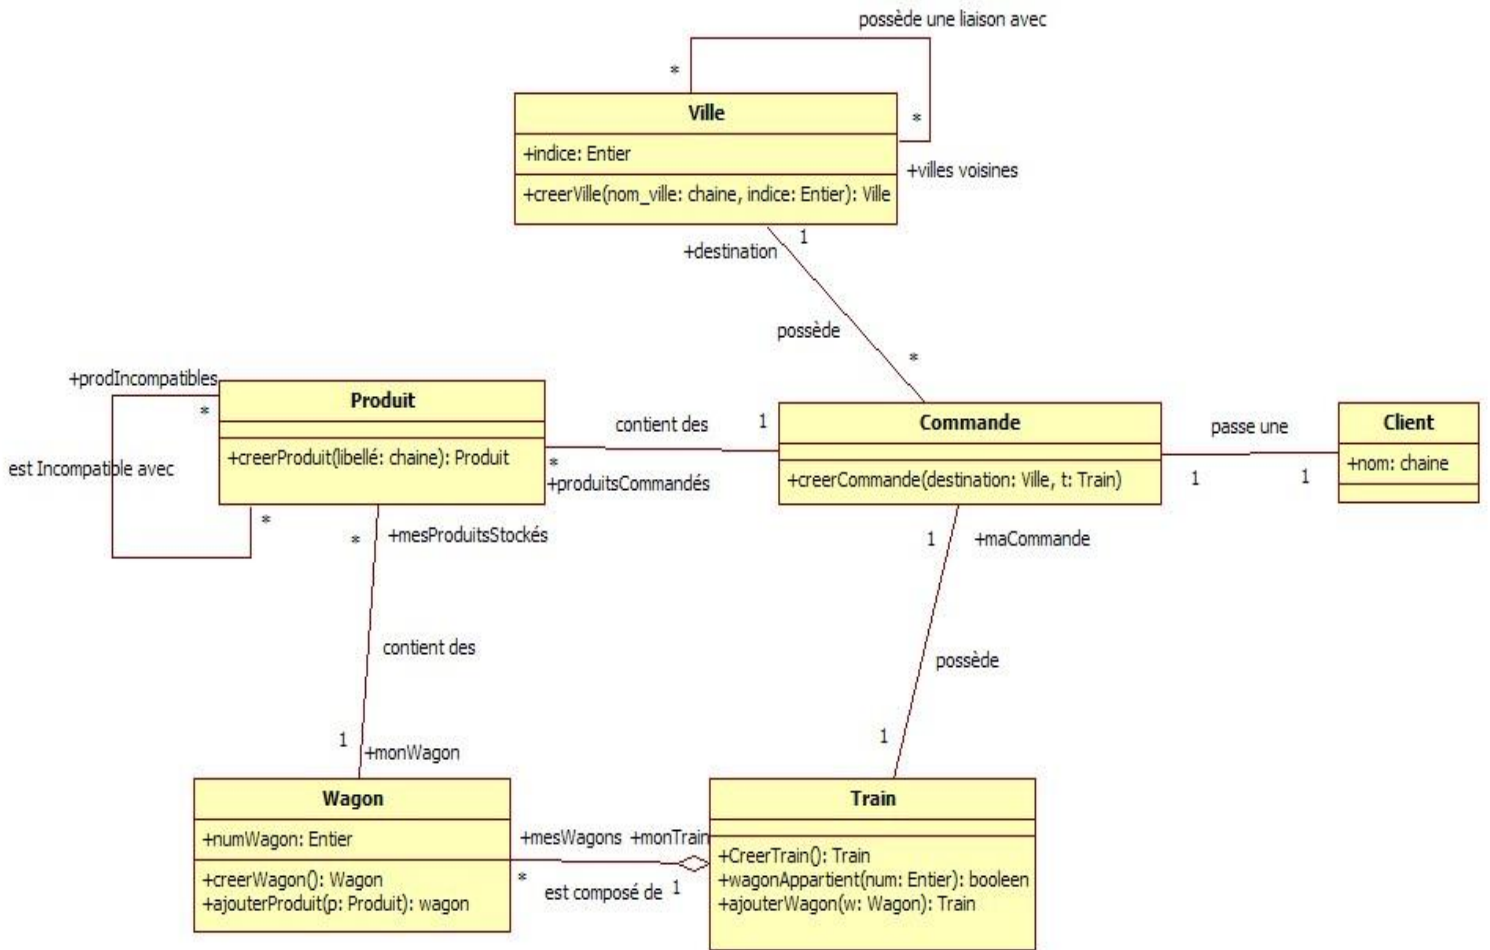 possède une liaison avec
*
Ville
*
+indice: Entier
+villes voisines
+creerVille(nom_ville: chaine, indice: Entier): Ville
1
+destination
possède
*
+prodIncompatibles
*
Produit
contient des
1
Commande
passe une
Client
est Incompatible avec
+creerProduit(libellé: chaine): Produit
*
+produitsCommandés
+creerCommande(destination: Ville, t: Train)
1
1
+nom: chaine
*
*
+mesProduitsStockés
1
+maCommande
contient des
possède
1
+monWagon
1
Wagon
Train
+numWagon: Entier
+mesWagons
+monTrain
+creerWagon(): Wagon
+ajouterProduit(p: Produit): wagon
*
est composé de
1
+CreerTrain(): Train
+wagonAppartient(num: Entier): booleen
+ajouterWagon(w: Wagon): Train